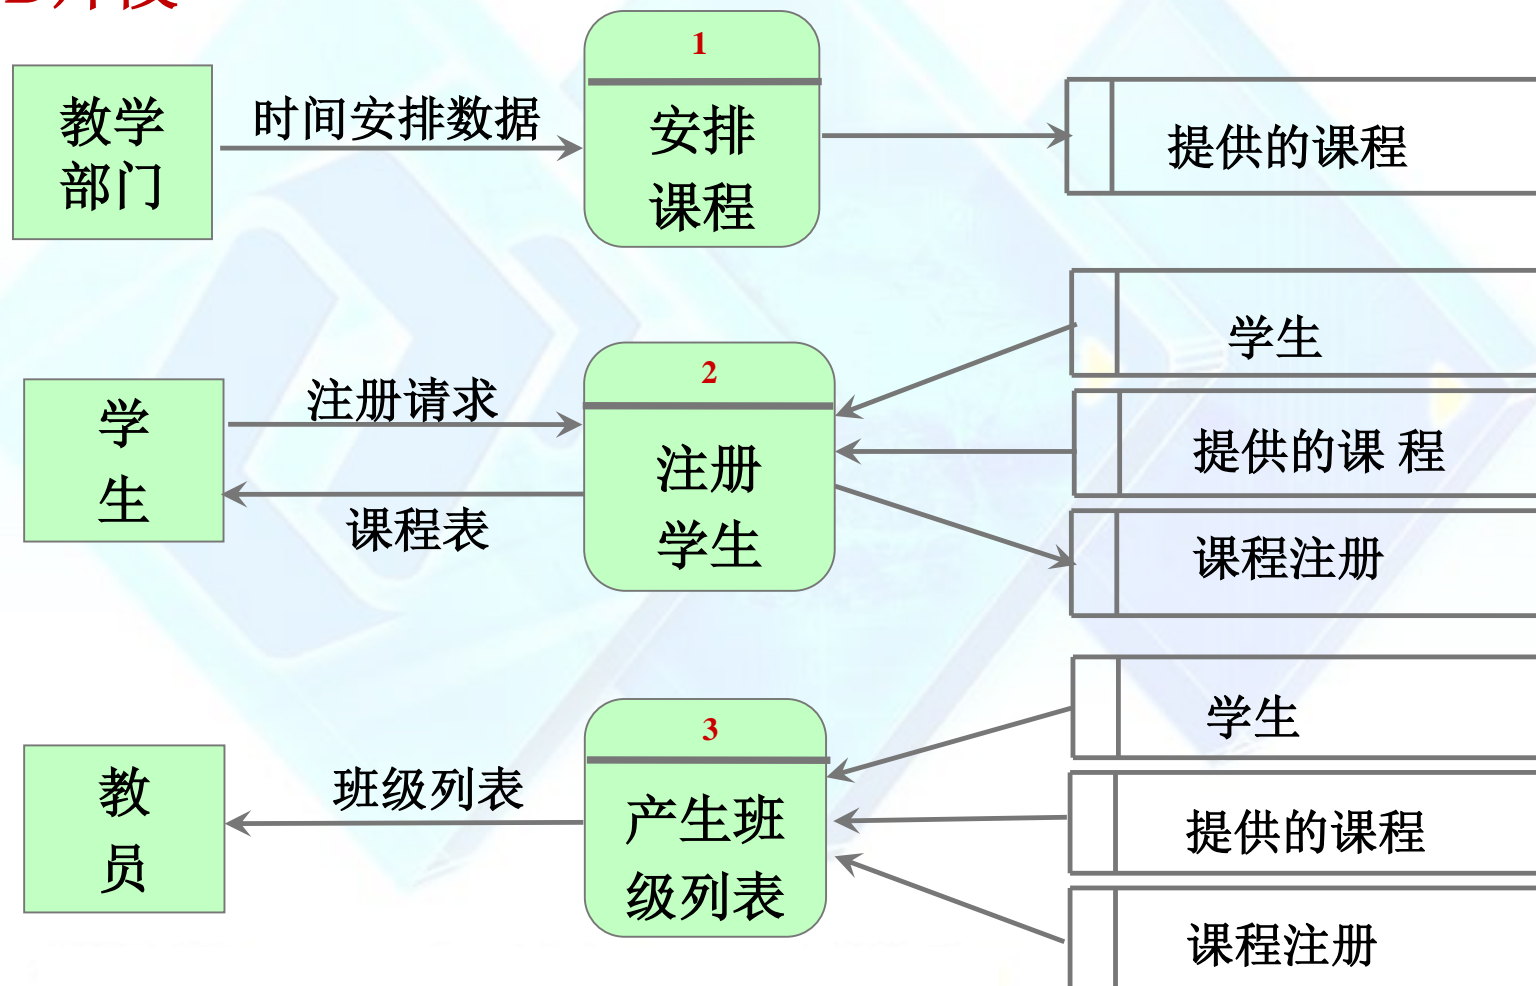 1
教学
部门
时间安排数据
安排
课程
提供的课程
2
学
生
注册请求
课程表
注册
学生
学生
提供的课 程
课程注册
3
教
员
班级列表
产生班
级列表
学生
提供的课程
课程注册